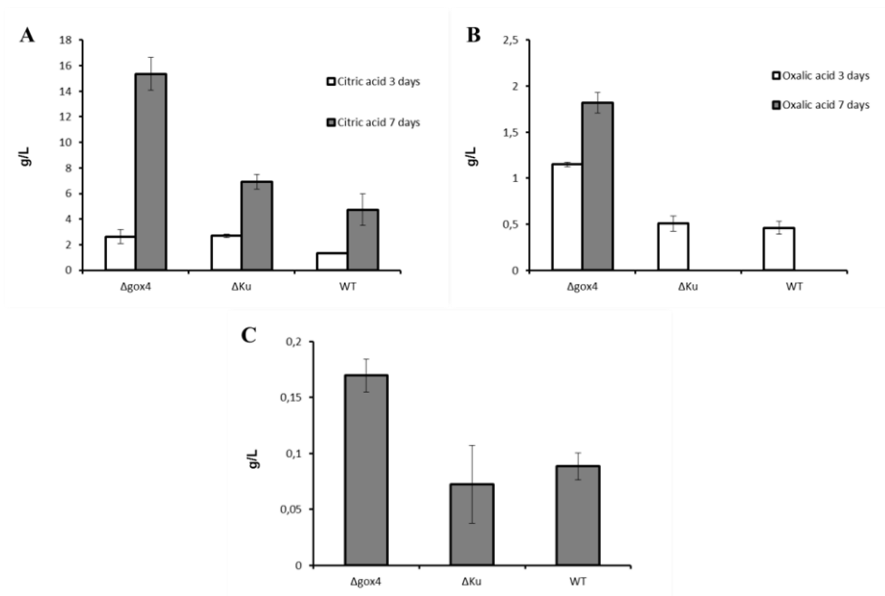 A
g/L
18
16
14
12
10
8
6
4
2
0
Δgox4
ΔKu
WT
Citric acid 3 days
Citric acid 7 days
B
g/L
2,5
2
1,5
1
0,5
0
Δgox4
ΔKu
WT
Oxalic acid 3 days
Oxalic acid 7 days
C
g/L
0,2
0,15
0,1
0,05
0
Δgox4
ΔKu
WT